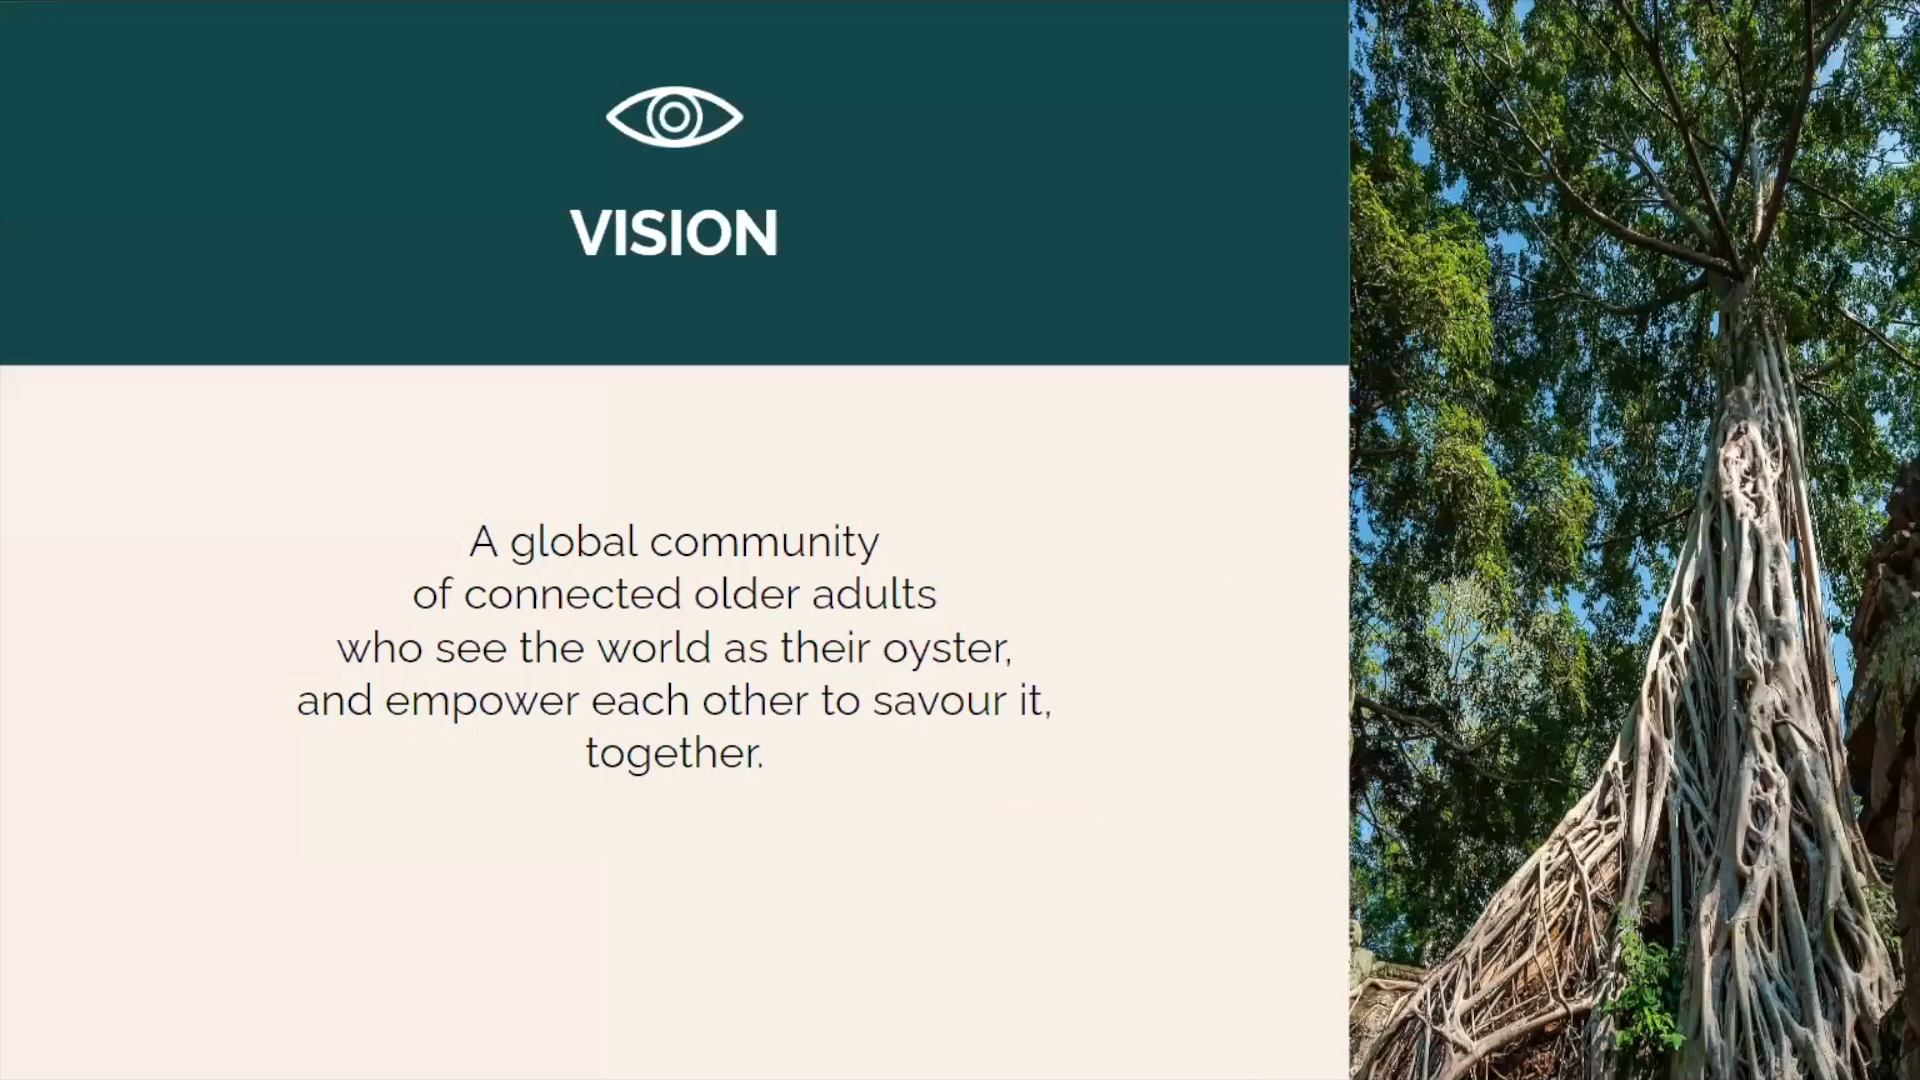 VISION
A global community
of connected older adults
who see the world as their oyster,
and empower each other to savour it,
together.